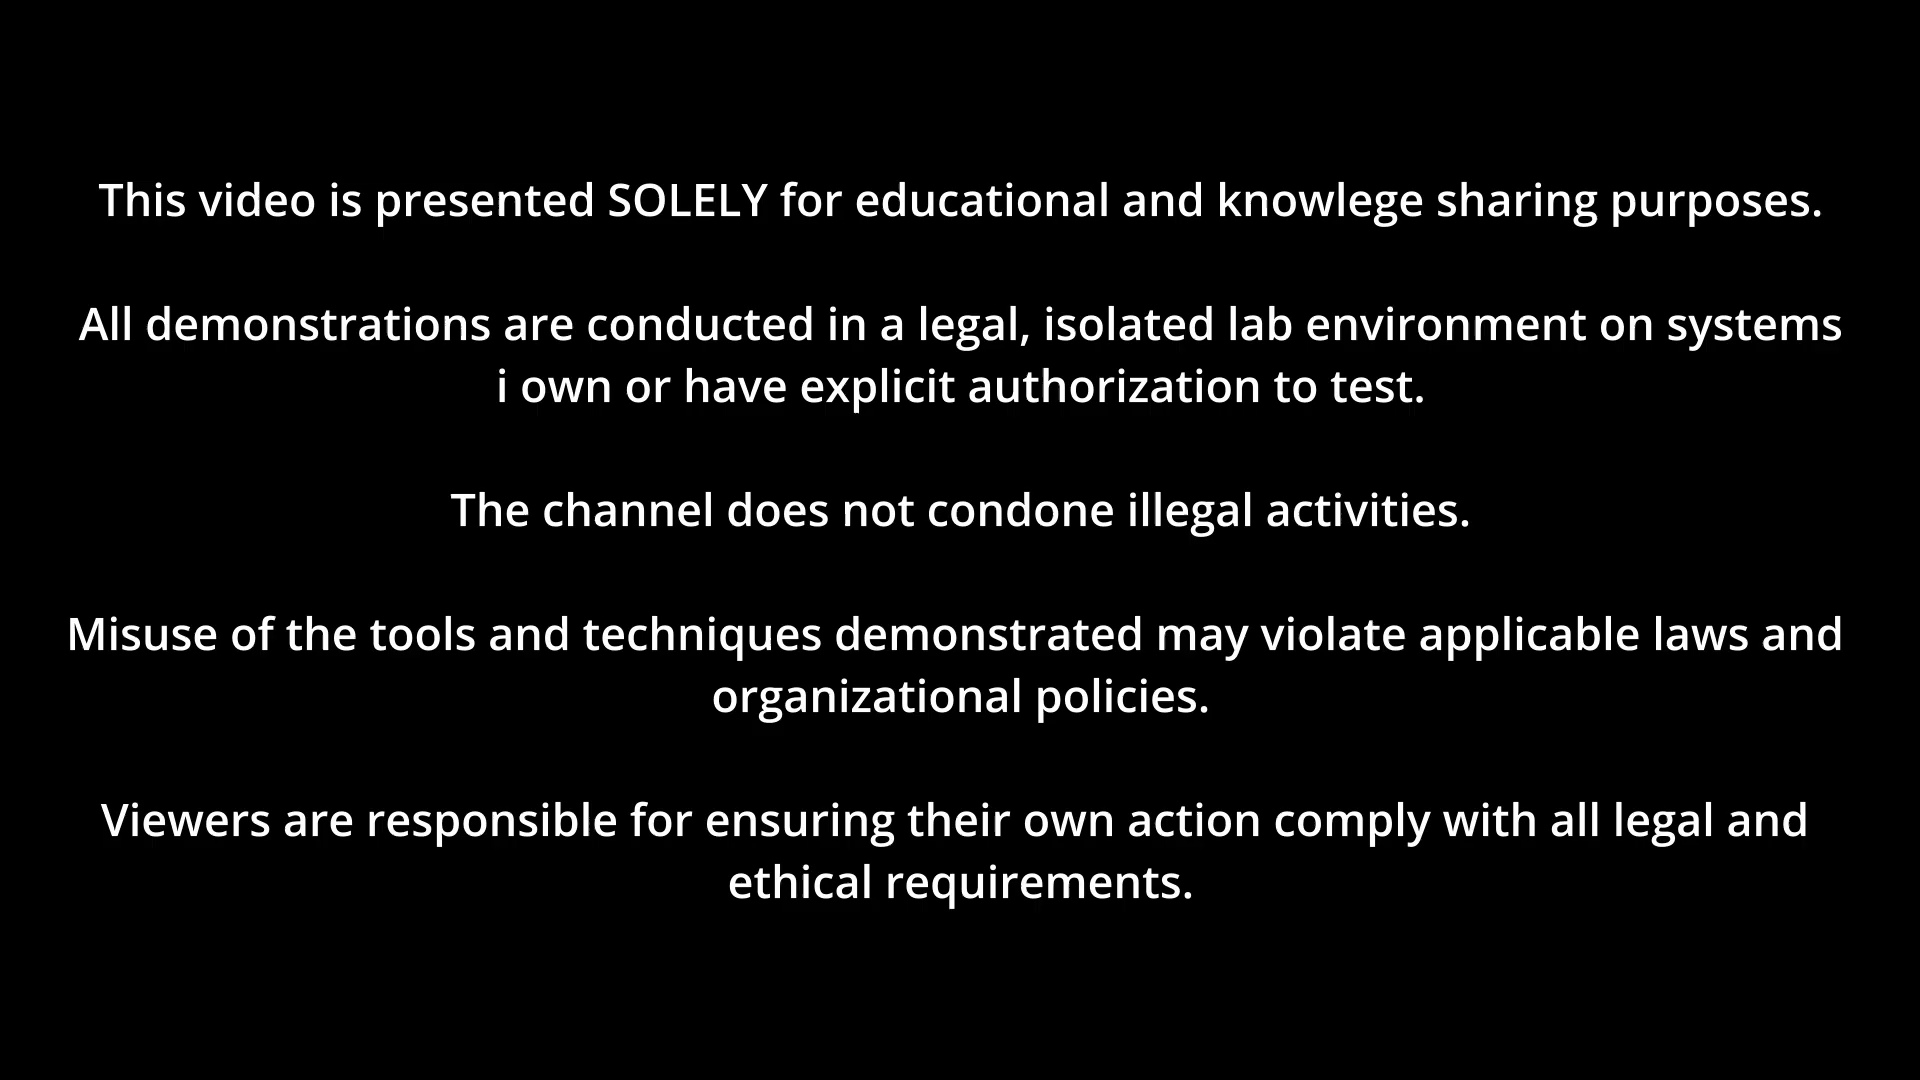 This video is presented SOLELY for educational and knowlege sharing purposes.
All demonstrations are conducted in a legal, isolated lab environment on systems
i own or have explicit authorization to test.
The channel does not condone illegal activities.
Misuse of the tools and techniques demonstrated may violate applicable laws and
organizational policies.
Viewers are responsible for ensuring their own action comply with all legal and
ethical requirements.